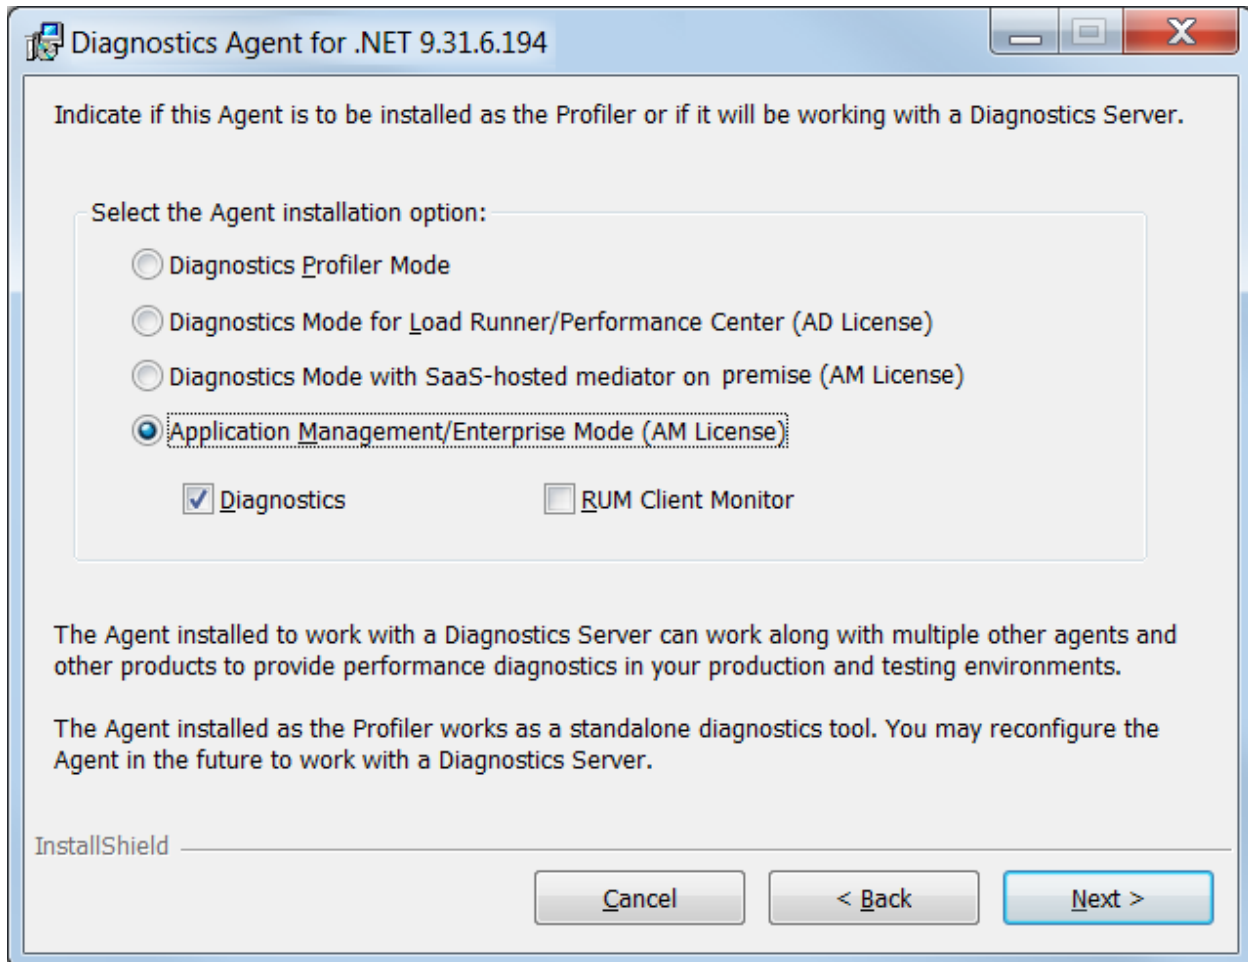 Diagnostics Agent for .NET 9.31.6.194
Indicate if this Agent is to be installed as the Profiler or if it will be working with a Diagnostics Server.
Select the Agent installation option:
Diagnostics Profiler Mode
Diagnostics Mode for Load Runner/Performance Center (AD License)
Diagnostics Mode with SaaS-hosted mediator on premise (AM License)
Application Management/Enterprise Mode (AM License)
Diagnostics RUM Client Monitor
The Agent installed to work with a Diagnostics Server can work along with multiple other agents and
other products to provide performance diagnostics in your production and testing environments.
The Agent installed as the Profiler works as a standalone diagnostics tool. You may reconfigure the
Agent in the future to work with a Diagnostics Server.
InstallShield
Cancel < Back Next >